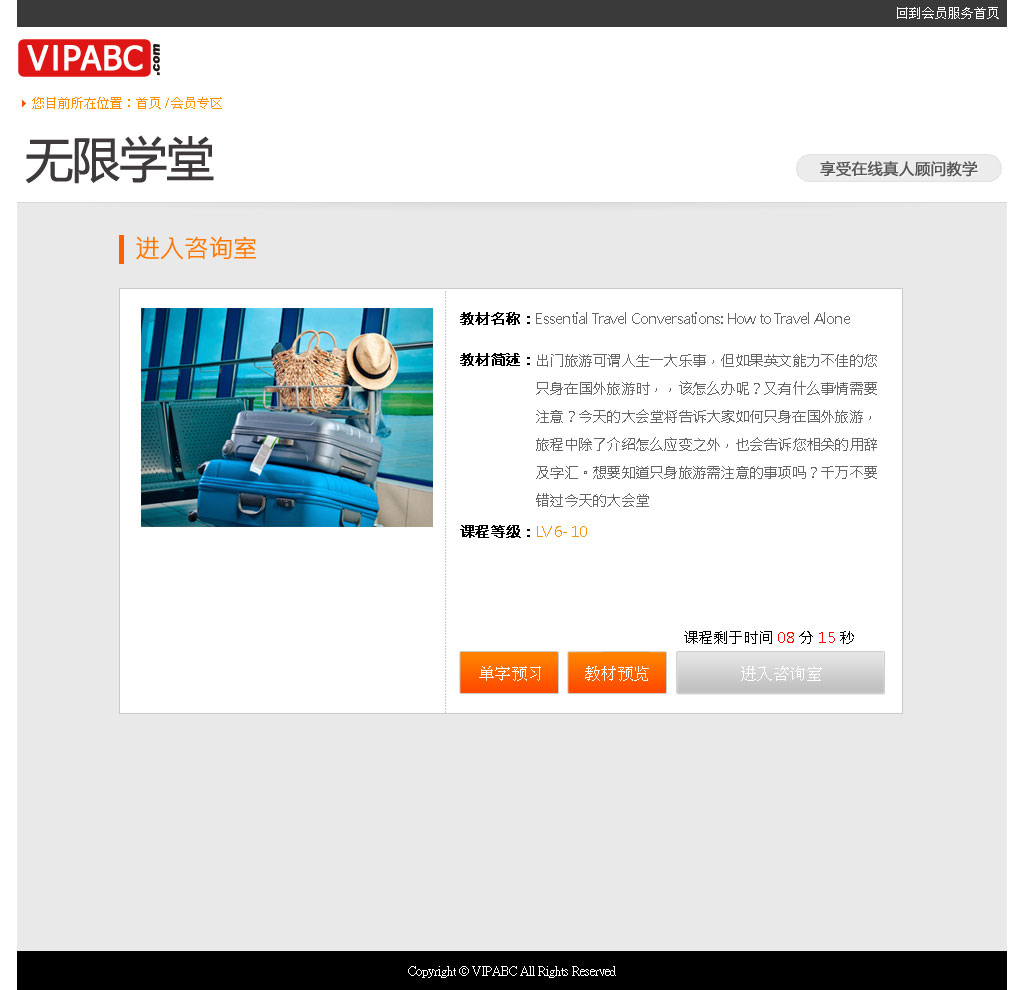 回到会员服务首页
VIPABC.com
您目前所在位置：首页 / 会员专区
无限学堂
享受在线真人顾问教学
进入咨询室
教材名称：Essential Travel Conversations: How to Travel Alone
教材简述：出门旅游可谓人生一大乐事，但如果英文能力不佳的您
只身在国外旅游时，，该怎么办呢？又有什么事情需要
注意？今天的大会堂将告诉大家如何只身在国外旅游，
旅程中除了介绍怎么应变之外，也会告诉您相关的用辞
及字汇。想要知道只身旅游需注意的事项吗？千万不要
错过今天的大会堂
课程等级：LV 6- 10
课程剩于时间 08 分 15 秒
单字预习 教材预览 进入咨询室
Copyright © VIPABC All Rights Reserved